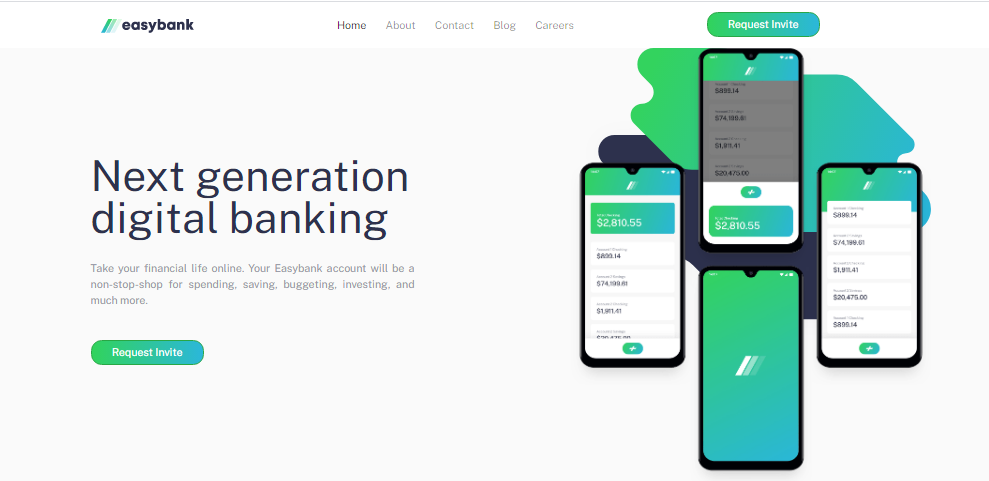 easybank
Home About Contact Blog Careers
Request Invite
Next generation
digital banking
Take your financial life online. Your Easybank account will be a
non-stop-shop for spending, saving, buggeting, investing, and
much more.
Request Invite
$899.14
$74,199.61
$1,911.41
$20,475.00
$2,810.55
$2,810.55
$899.14
$74,199.61
$1,911.41
$20,475.00
$899.14
$74,199.61
$1,911.41
$20,475.00
$899.14